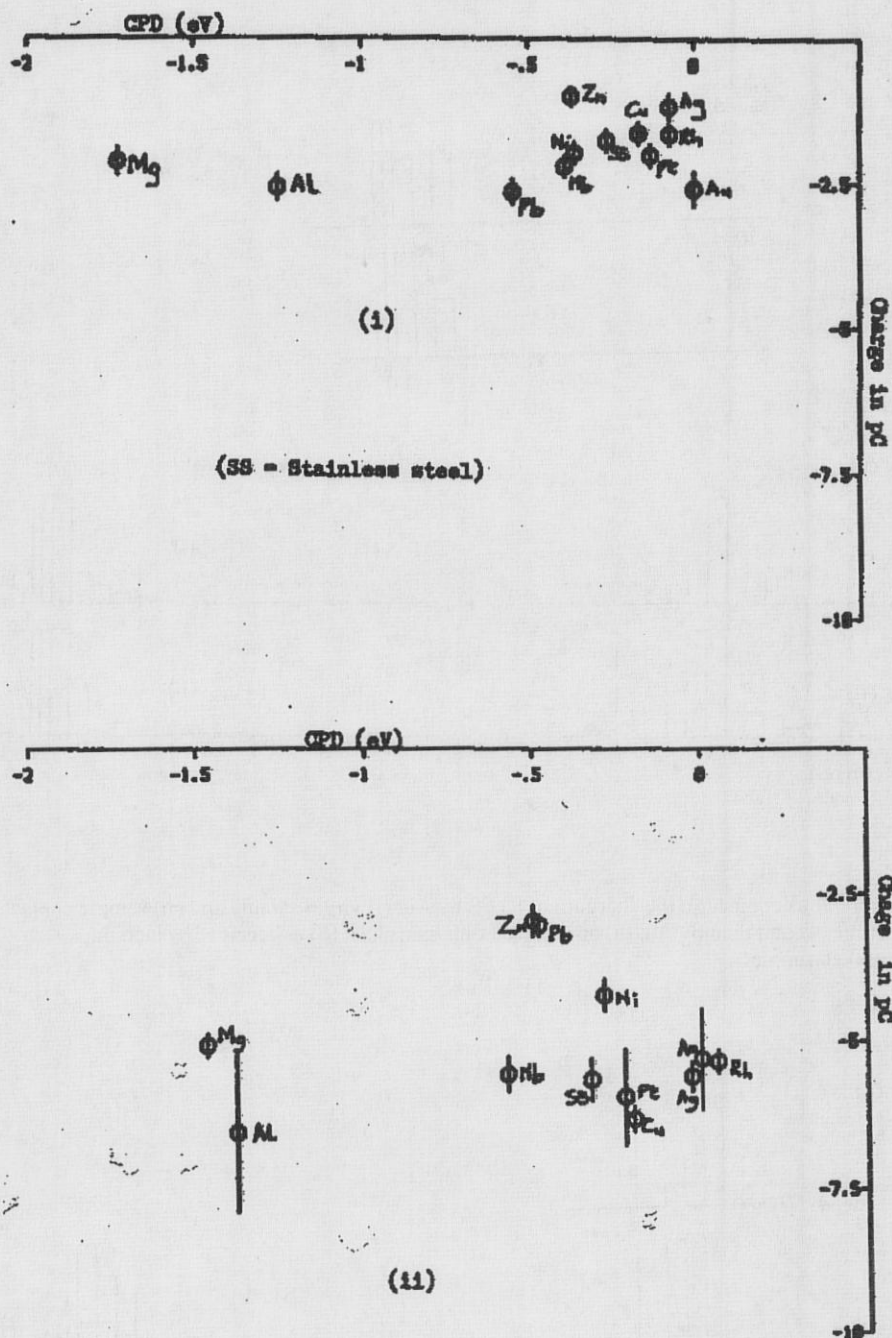 CPD (eV)
-2 -1.5 -1 -.5 0
Zn Ag
Cu Rh
Ni SS Pt
Mg Nb
Al Pb Au -2.5
(i) -5
Charge in pC
(SS = Stainless steel) -7.5
-10
CPD (eV)
-2 -1.5 -1 -.5 0
-2.5
Zn Pb
Charge in pC
Ni
Mg -5
Au Rh
Nb SS Pt Ag
Al Cu
-7.5
(ii)
-10